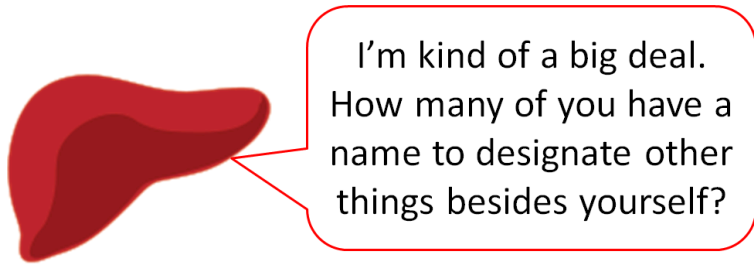 I’m kind of a big deal.
How many of you have a
name to designate other
things besides yourself?